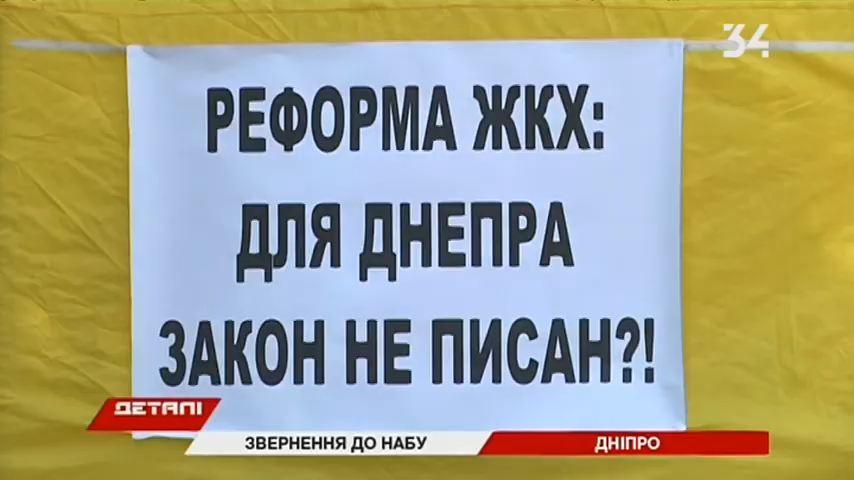 34
РЕФОРМА ЖКХ:
ДЛЯ ДНЕПРА
ЗАКОН НЕ ПИСАН?!
ДЕТАЛІ
ЗВЕРНЕННЯ ДО НАБУ
ДНІПРО